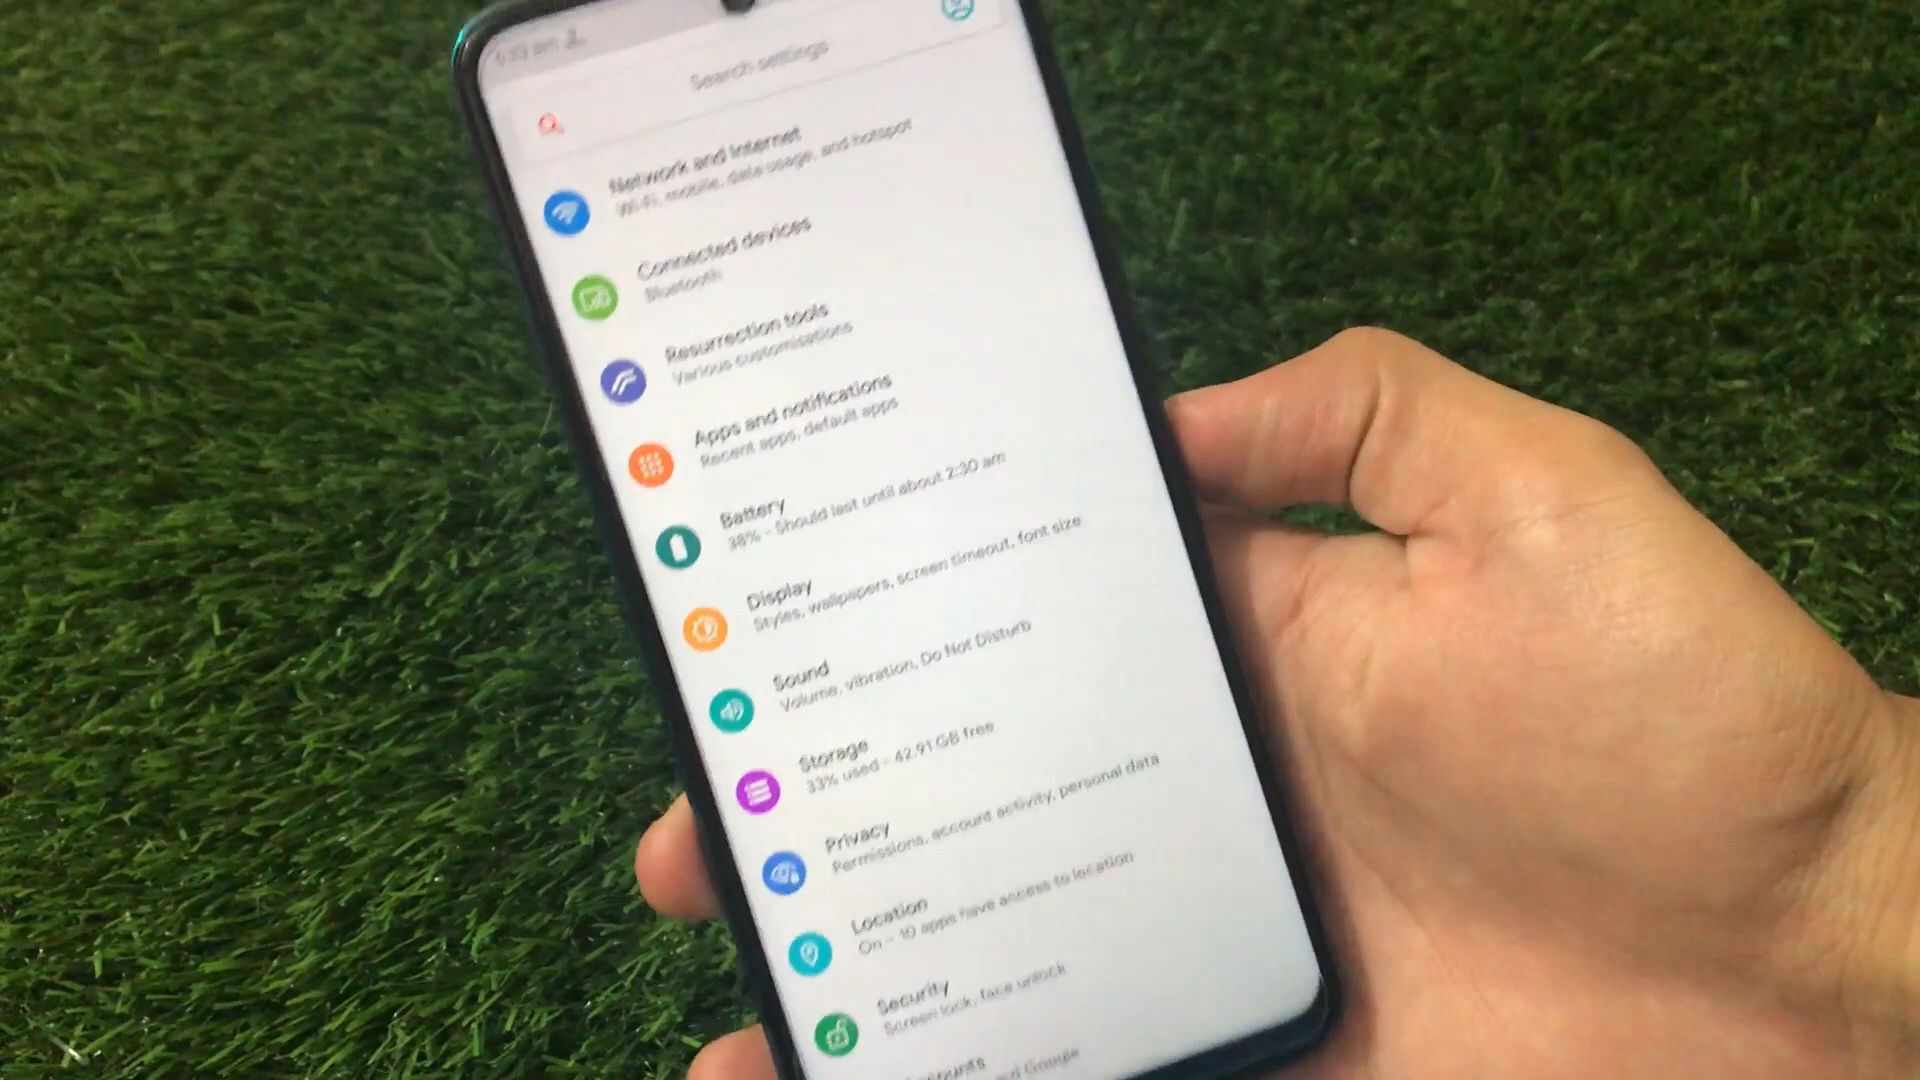 Search settings
Network and Internet
Wi-Fi, mobile, data usage, and hotspot
Connected devices
Bluetooth
Resurrection tools
Various customisations
Apps and notifications
Recent apps, default apps
Battery
38% - Should last until about 2:30 am
Display
Styles, wallpapers, screen timeout, font size
Sound
Volume, vibration, Do Not Disturb
Storage
33% used - 42.91 GB free
Privacy
Permissions, account activity, personal data
Location
On - 10 apps have access to location
Security
Screen lock, face unlock
and Google